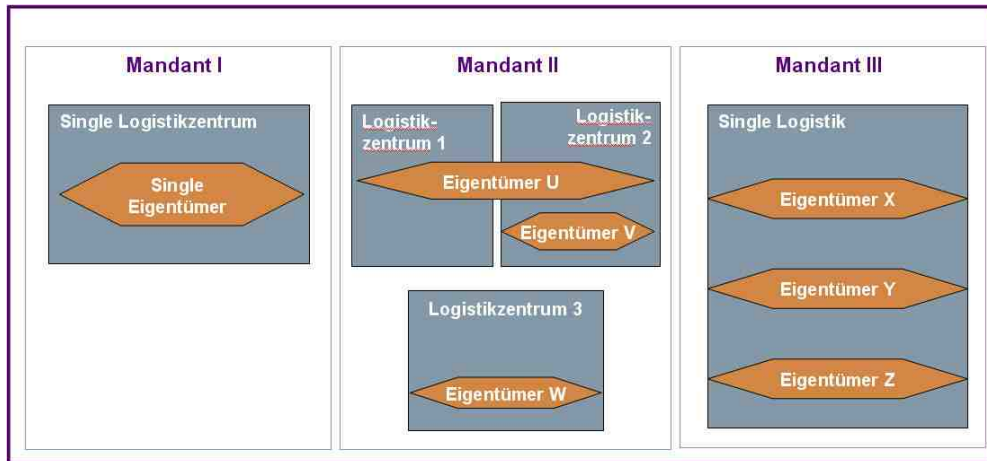 Mandant I
Single Logistikzentrum
Single
Eigentümer
Mandant II
Logistik-
zentrum 1
Logistik-
zentrum 2
Eigentümer U
Eigentümer V
Logistikzentrum 3
Eigentümer W
Mandant III
Single Logistik
Eigentümer X
Eigentümer Y
Eigentümer Z